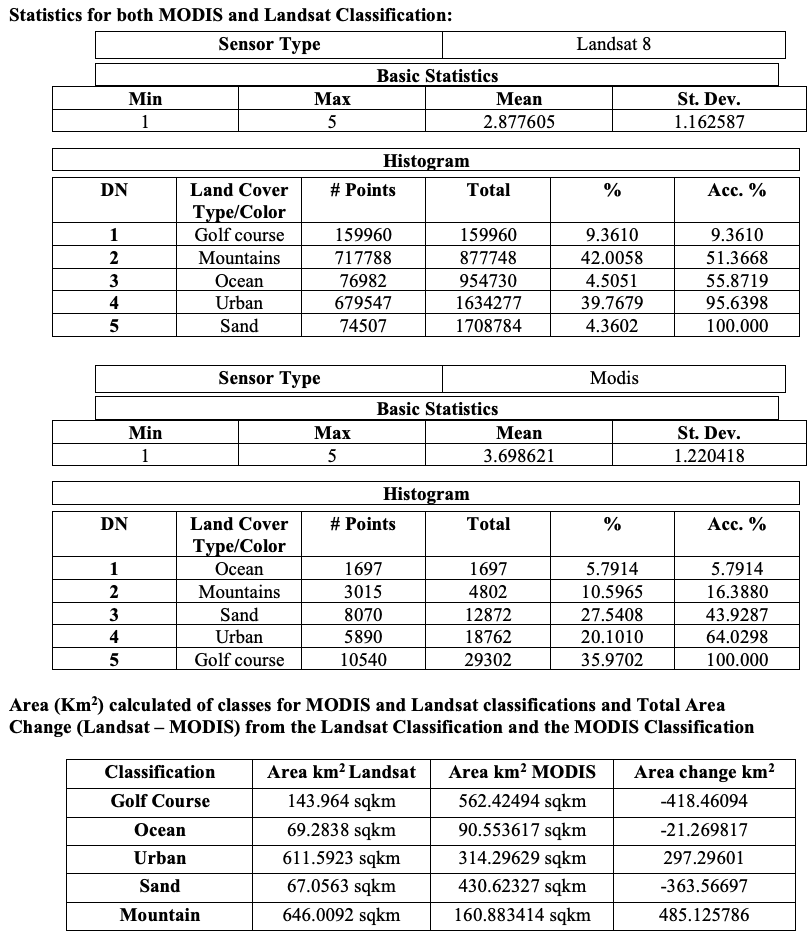 Statistics for both MODIS and Landsat Classification:
Sensor Type Landsat 8
Basic Statistics
Min Max Mean St. Dev.
1 5 2.877605 1.162587
Histogram
DN Land Cover # Points Total % Acc. %
Type/Color
1 Golf course 159960 159960 9.3610 9.3610
2 Mountains 717788 877748 42.0058 51.3668
3 Ocean 76982 954730 4.5051 55.8719
4 Urban 679547 1634277 39.7679 95.6398
5 Sand 74507 1708784 4.3602 100.000
Sensor Type Modis
Basic Statistics
Min Max Mean St. Dev.
1 5 3.698621 1.220418
Histogram
DN Land Cover # Points Total % Acc. %
Type/Color
1 Ocean 1697 1697 5.7914 5.7914
2 Mountains 3015 4802 10.5965 16.3880
3 Sand 8070 12872 27.5408 43.9287
4 Urban 5890 18762 20.1010 64.0298
5 Golf course 10540 29302 35.9702 100.000
Area (Km²) calculated of classes for MODIS and Landsat classifications and Total Area
Change (Landsat – MODIS) from the Landsat Classification and the MODIS Classification
Classification Area km² Landsat Area km² MODIS Area change km²
Golf Course 143.964 sqkm 562.42494 sqkm -418.46094
Ocean 69.2838 sqkm 90.553617 sqkm -21.269817
Urban 611.5923 sqkm 314.29629 sqkm 297.29601
Sand 67.0563 sqkm 430.62327 sqkm -363.56697
Mountain 646.0092 sqkm 160.883414 sqkm 485.125786